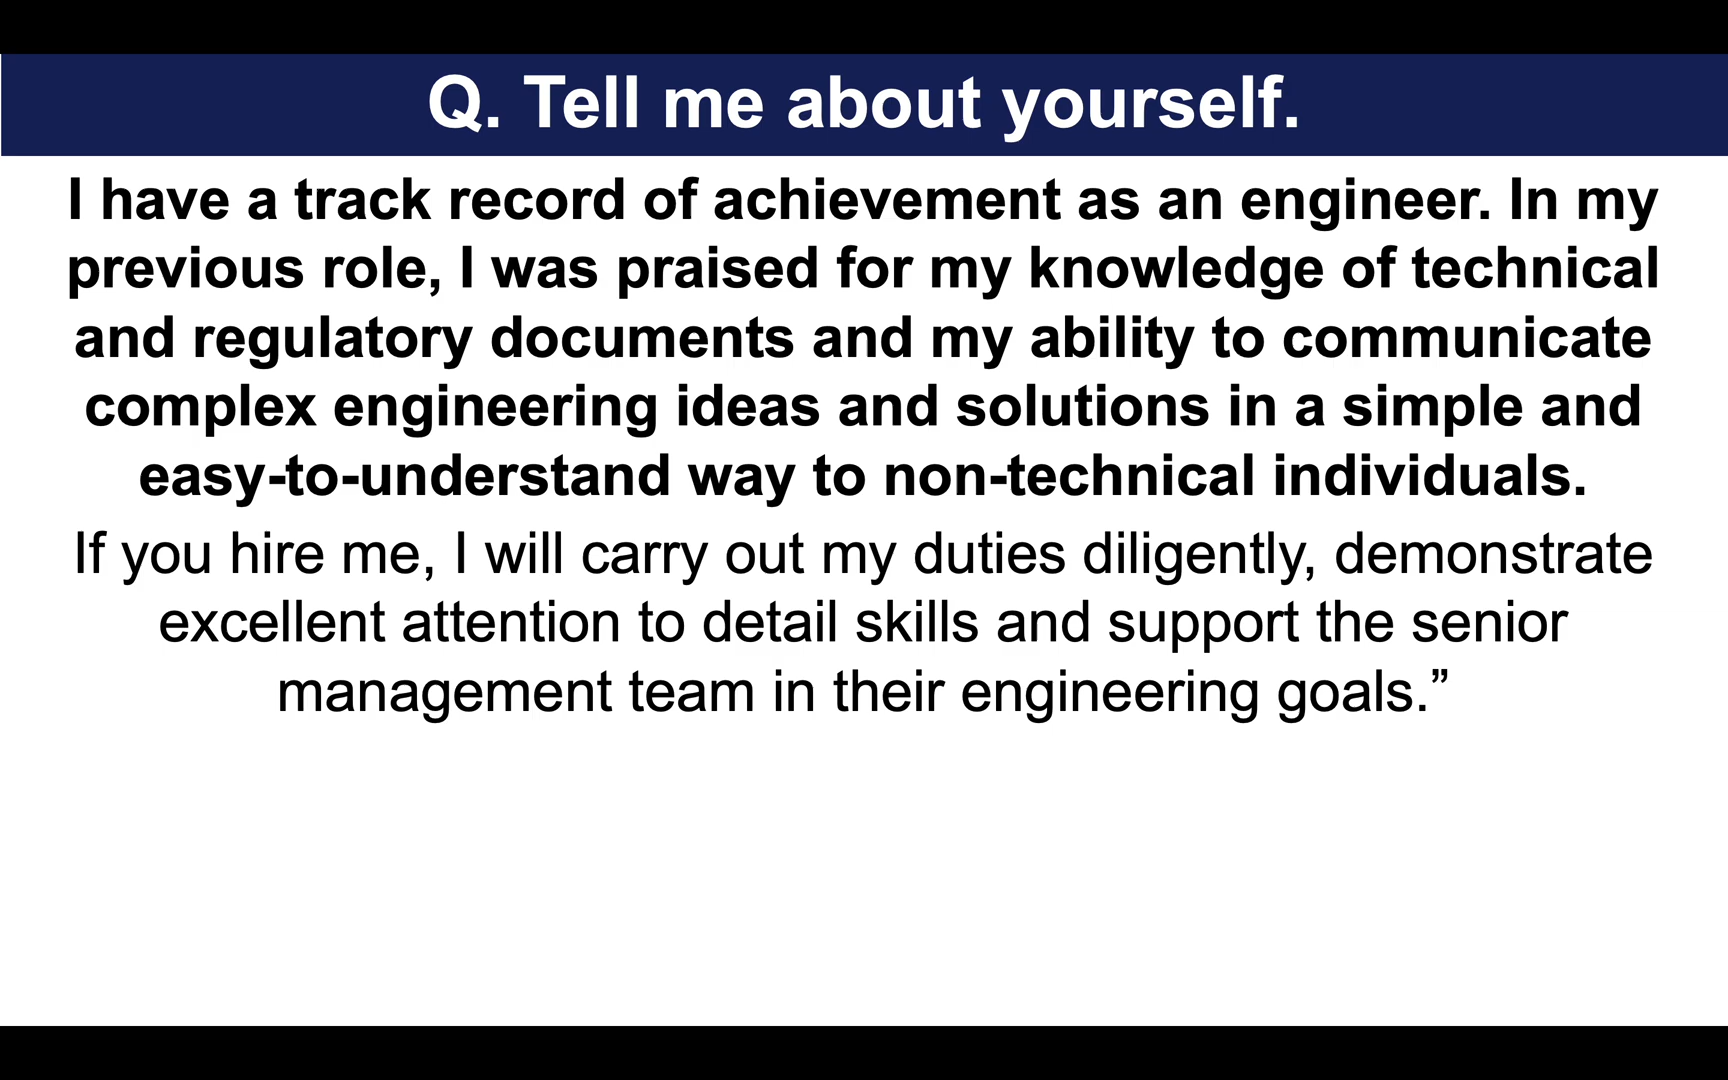 Q. Tell me about yourself.
I have a track record of achievement as an engineer. In my
previous role, I was praised for my knowledge of technical
and regulatory documents and my ability to communicate
complex engineering ideas and solutions in a simple and
easy-to-understand way to non-technical individuals.
If you hire me, I will carry out my duties diligently, demonstrate
excellent attention to detail skills and support the senior
management team in their engineering goals.”